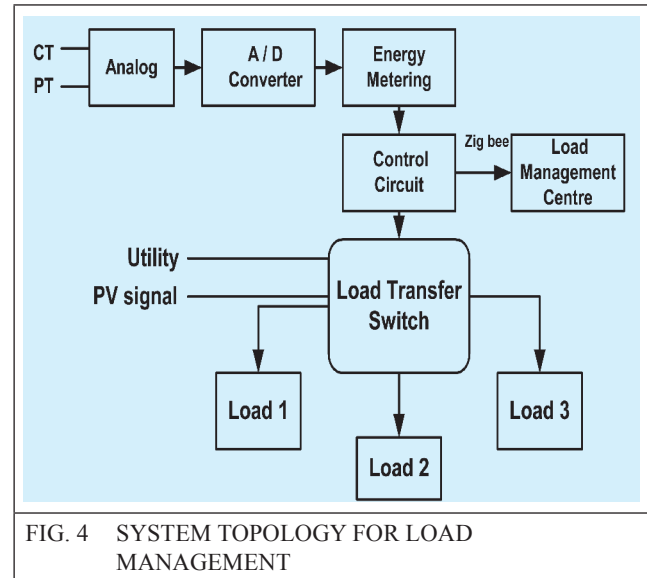 CT
PT
Analog
A / D
Converter
Energy
Metering
Control
Circuit
Zig bee
Load
Management
Centre
Utility
PV signal
Load Transfer
Switch
Load 1
Load 2
Load 3
FIG. 4 SYSTEM TOPOLOGY FOR LOAD
MANAGEMENT